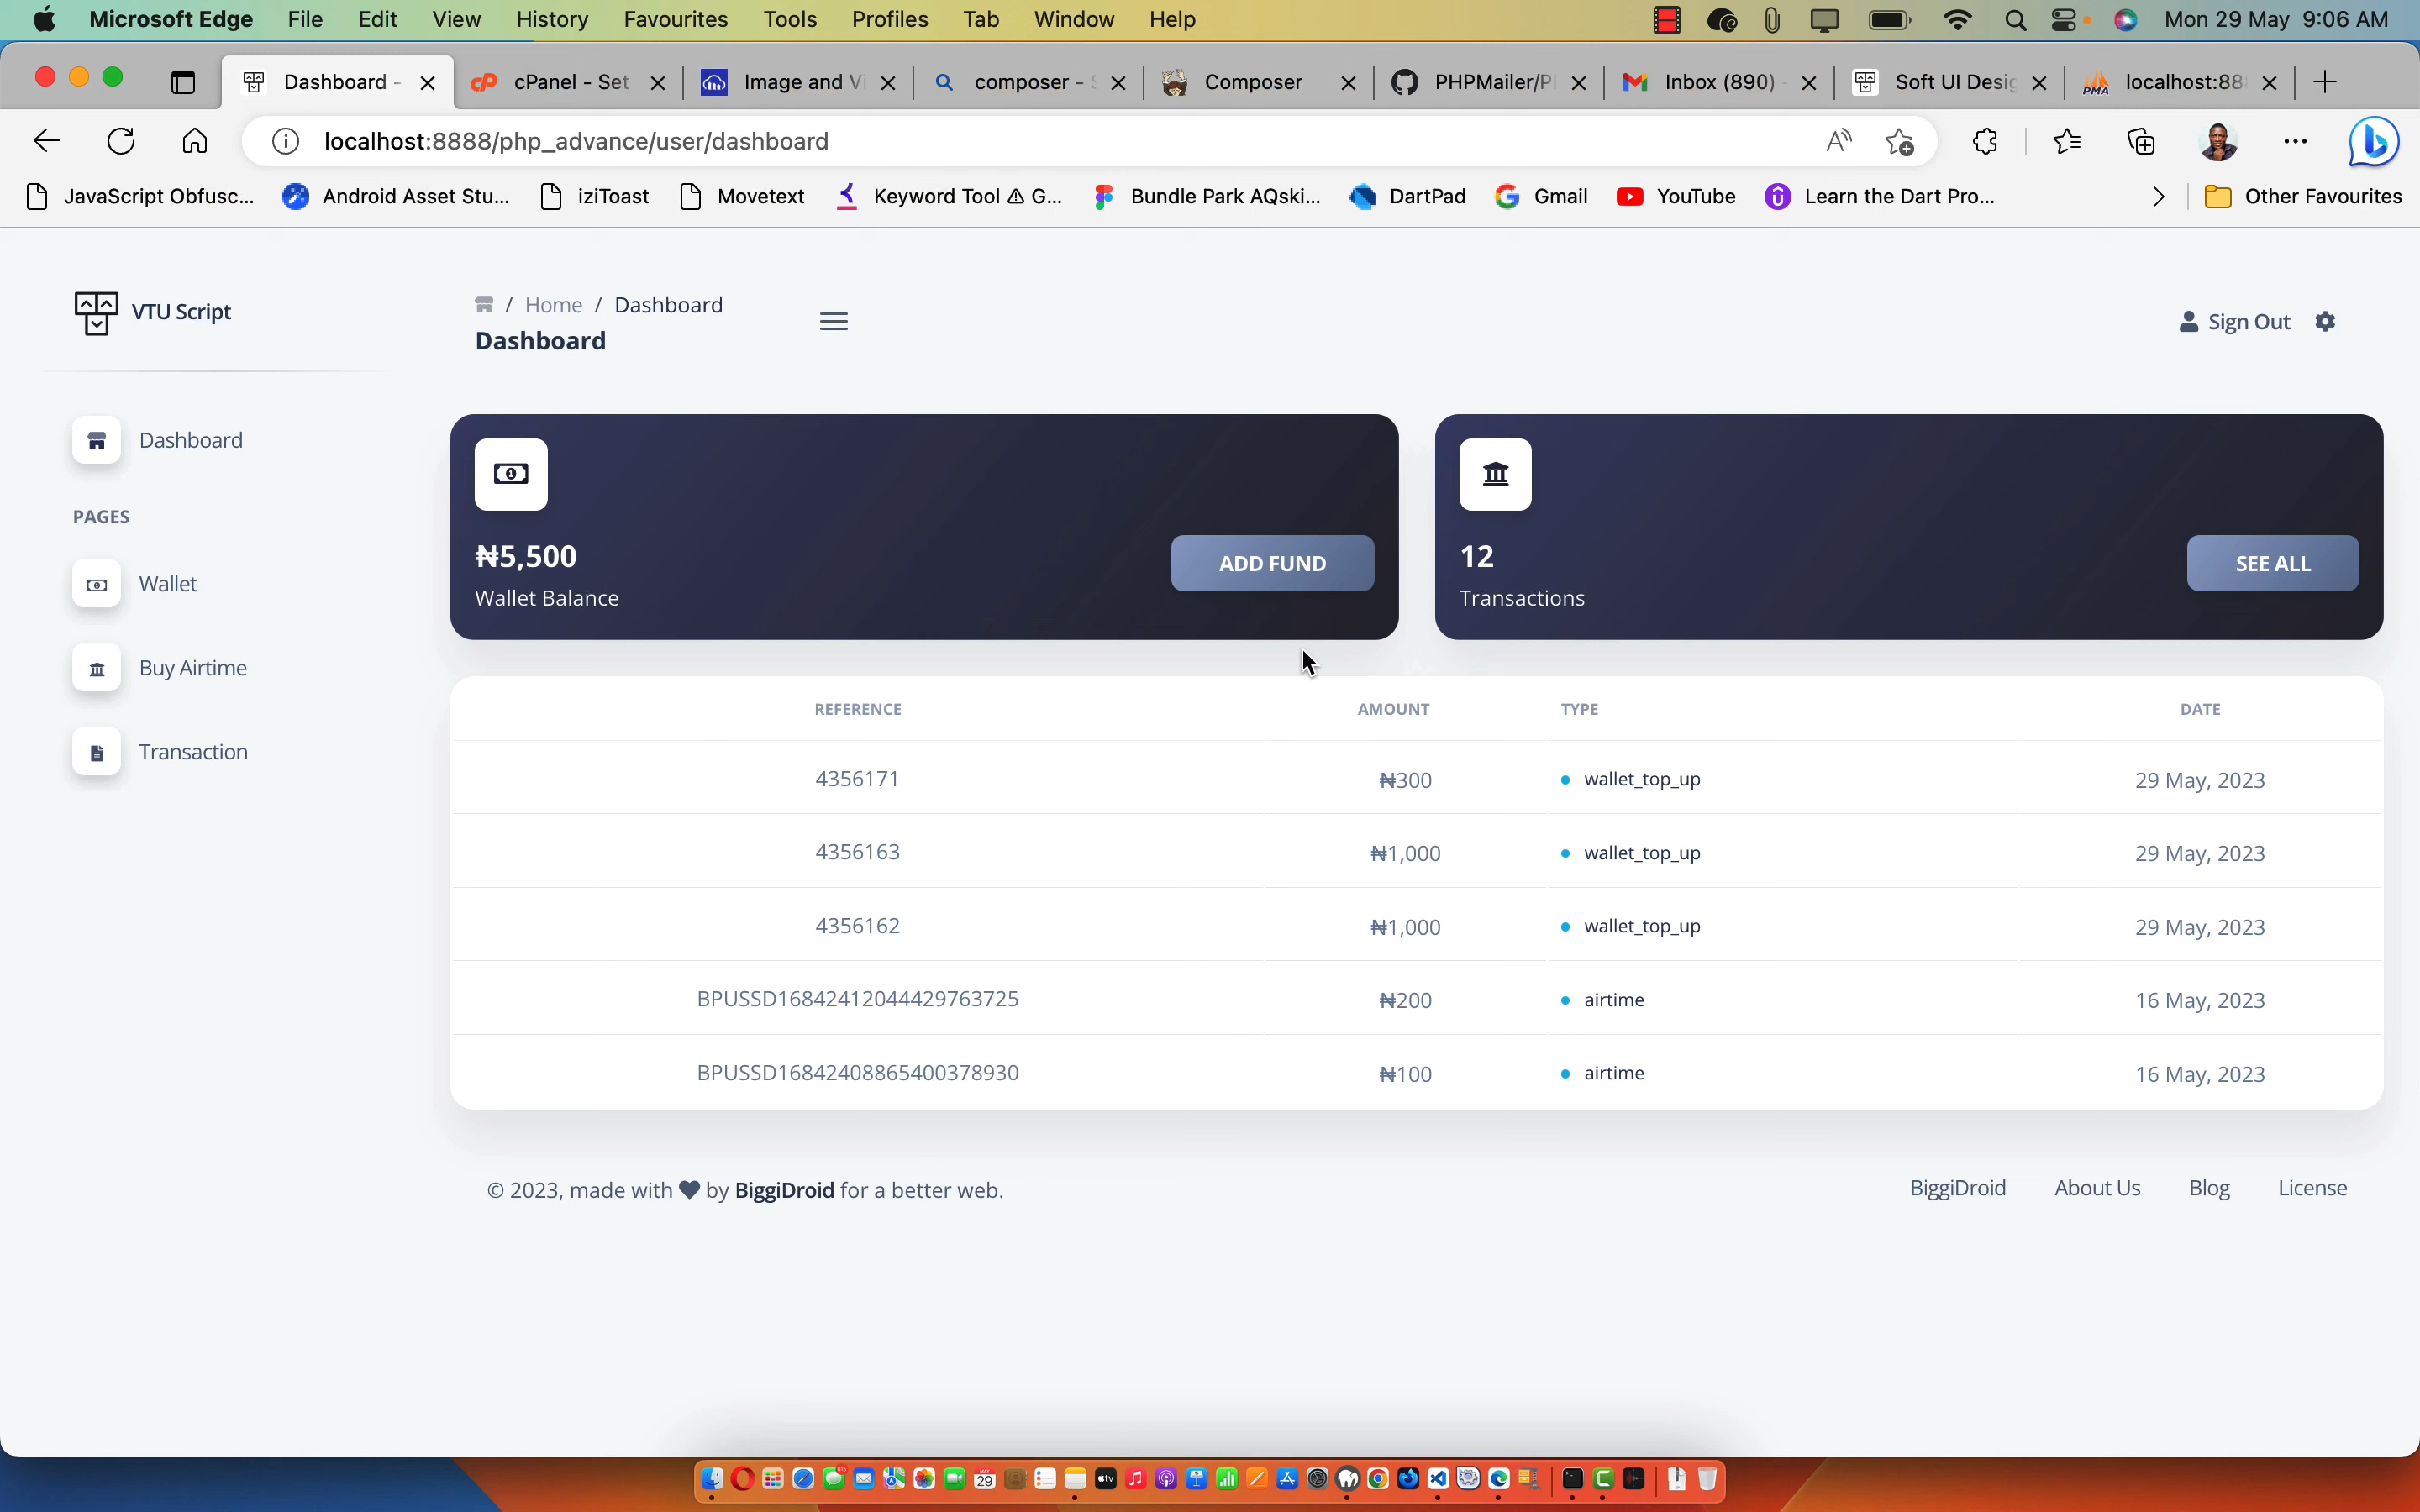 Microsoft Edge File Edit View History Favourites Tools Profiles Tab Window Help Mon 29 May 9:06 AM
Dashboard - cPanel - Set Image and Vi composer - S Composer PHPMailer/P Inbox (890) - Soft UI Desig localhost:88
localhost:8888/php_advance/user/dashboard
JavaScript Obfusc... Android Asset Stu... iziToast Movetext Keyword Tool ⚠ G... Bundle Park AQski... DartPad Gmail YouTube Learn the Dart Pro... Other Favourites
VTU Script
/ Home / Dashboard
Dashboard
Sign Out
Dashboard
PAGES
Wallet
Buy Airtime
Transaction
₦5,500
Wallet Balance
ADD FUND
12
Transactions
SEE ALL
REFERENCE AMOUNT TYPE DATE
4356171 ₦300 wallet_top_up 29 May, 2023
4356163 ₦1,000 wallet_top_up 29 May, 2023
4356162 ₦1,000 wallet_top_up 29 May, 2023
BPUSSD16842412044429763725 ₦200 airtime 16 May, 2023
BPUSSD16842408865400378930 ₦100 airtime 16 May, 2023
© 2023, made with ♥ by BiggiDroid for a better web.
BiggiDroid About Us Blog License